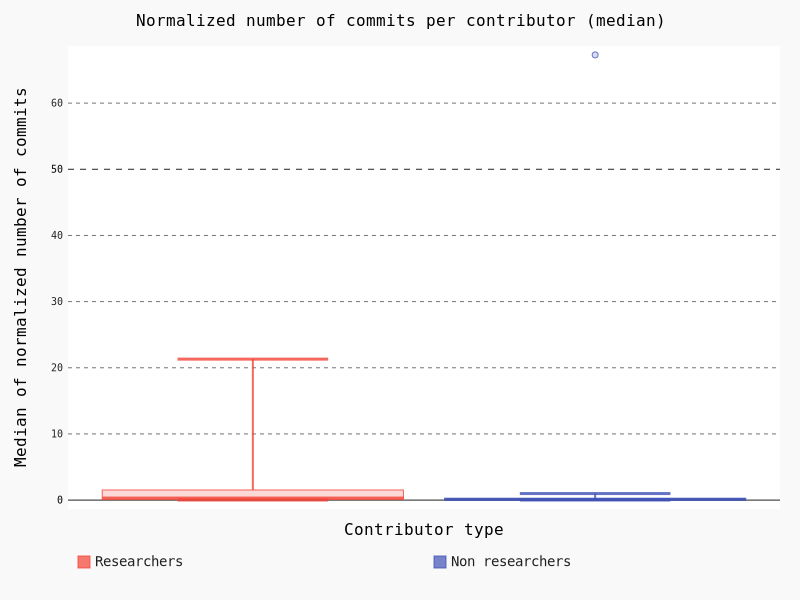 Normalized number of commits per contributor (median)
Median of normalized number of commits
60
50
40
30
20
10
0
Contributor type
Researchers
Non researchers